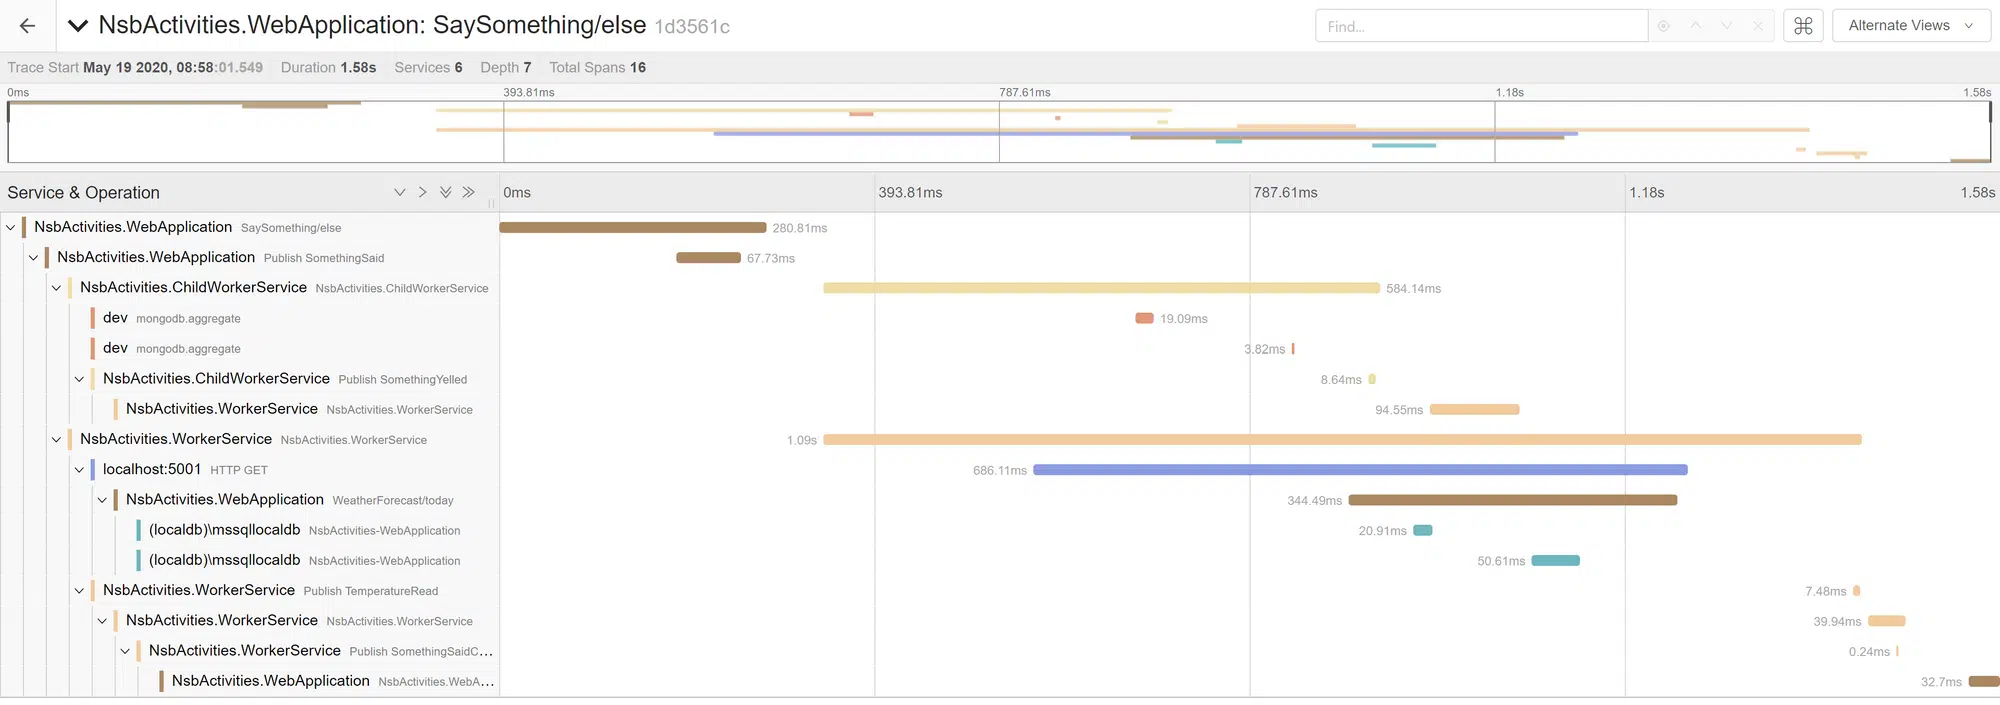 NsbActivities.WebApplication: SaySomething/else 1d3561c
Find...
Alternate Views
Trace Start May 19 2020, 08:58:01.549 Duration 1.58s Services 6 Depth 7 Total Spans 16
0ms 393.81ms 787.61ms 1.18s 1.58s
Service & Operation 0ms 393.81ms 787.61ms 1.18s 1.58s
NsbActivities.WebApplication SaySomething/else 280.81ms
NsbActivities.WebApplication Publish SomethingSaid 67.73ms
NsbActivities.ChildWorkerService NsbActivities.ChildWorkerService 584.14ms
dev mongodb.aggregate 19.09ms
dev mongodb.aggregate 3.82ms
NsbActivities.ChildWorkerService Publish SomethingYelled 8.64ms
NsbActivities.WorkerService NsbActivities.WorkerService 94.55ms
NsbActivities.WorkerService NsbActivities.WorkerService 1.09s
localhost:5001 HTTP GET 686.11ms
NsbActivities.WebApplication WeatherForecast/today 344.49ms
(localdb)\mssqllocaldb NsbActivities-WebApplication 20.91ms
(localdb)\mssqllocaldb NsbActivities-WebApplication 50.61ms
NsbActivities.WorkerService Publish TemperatureRead 7.48ms
NsbActivities.WorkerService NsbActivities.WorkerService 39.94ms
NsbActivities.WorkerService Publish SomethingSaidC... 0.24ms
NsbActivities.WebApplication NsbActivities.WebA... 32.7ms